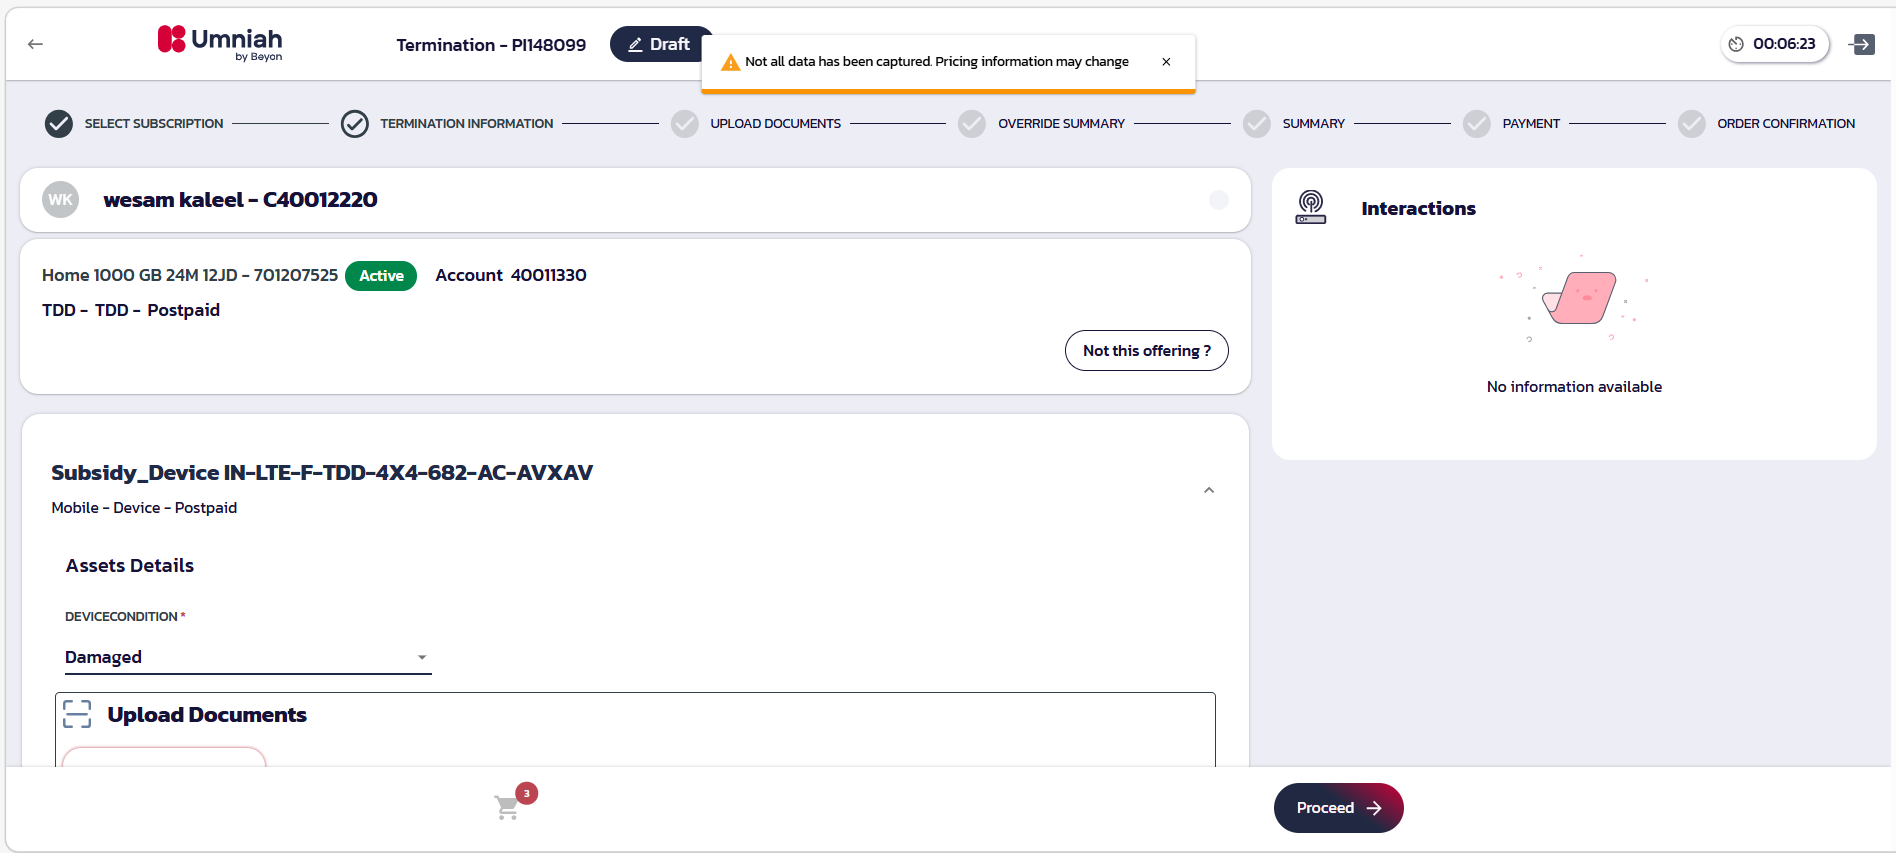 Umniah
by Beyon
Termination - PI148099
Draft
Not all data has been captured. Pricing information may change
00:06:23
SELECT SUBSCRIPTION
TERMINATION INFORMATION
UPLOAD DOCUMENTS
OVERRIDE SUMMARY
SUMMARY
PAYMENT
ORDER CONFIRMATION
WK
wesam kaleel - C40012220
Home 1000 GB 24M 12JD - 701207525
Active
Account 40011330
TDD - TDD - Postpaid
Not this offering ?
Interactions
No information available
Subsidy_Device IN-LTE-F-TDD-4X4-682-AC-AVXAV
Mobile - Device - Postpaid
Assets Details
DEVICECONDITION *
Damaged
Upload Documents
3
Proceed